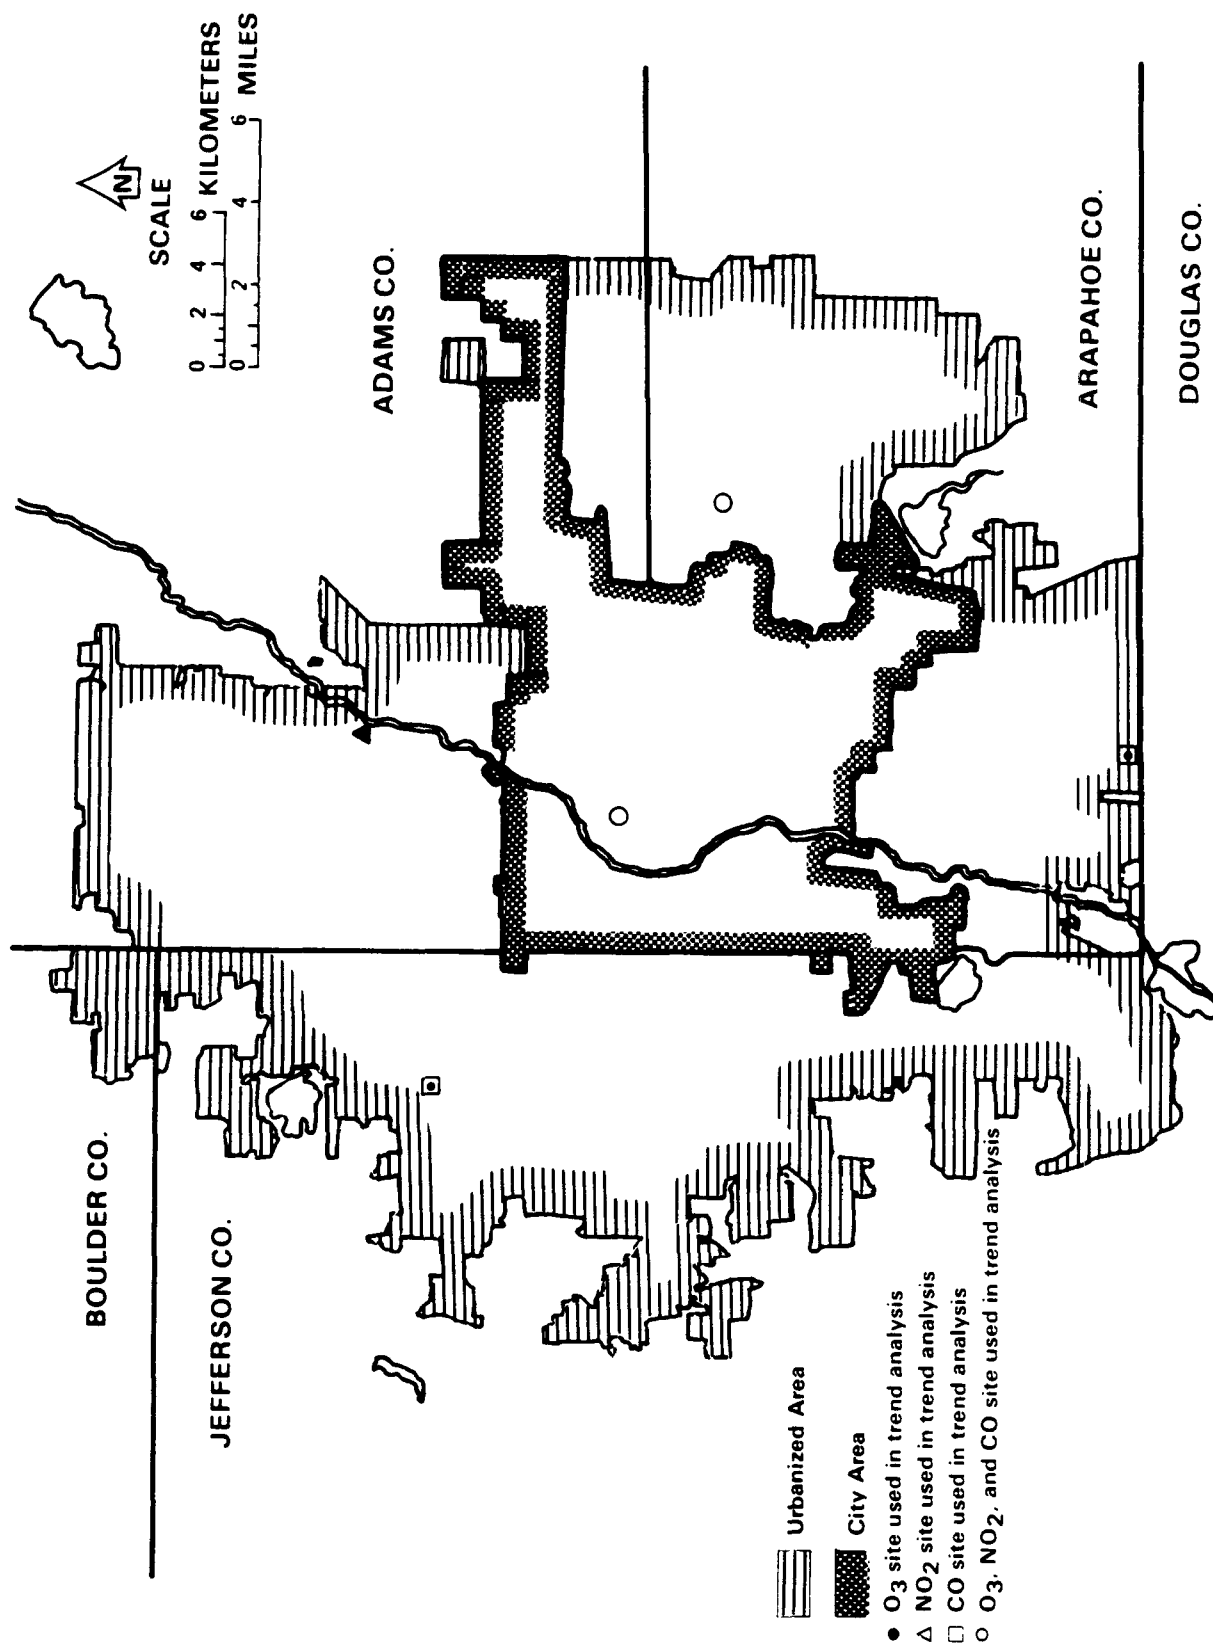 N
SCALE
0 2 4 6 KILOMETERS
0 2 4 6 MILES
BOULDER CO.
JEFFERSON CO.
ADAMS CO.
ARAPAHOE CO.
DOUGLAS CO.
Urbanized Area
City Area
● O3 site used in trend analysis
△ NO2 site used in trend analysis
□ CO site used in trend analysis
○ O3, NO2, and CO site used in trend analysis